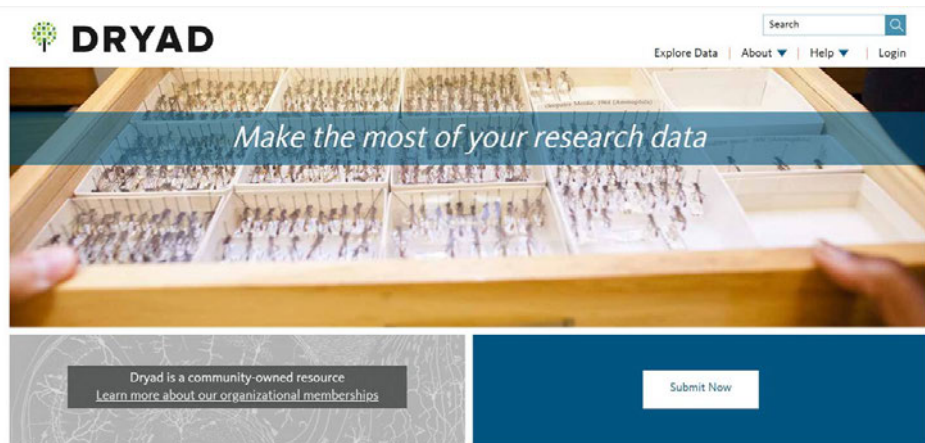 DRYAD
Search
Explore Data | About ▼ | Help ▼ | Login
Make the most of your research data
Dryad is a community-owned resource
Learn more about our organizational memberships
Submit Now